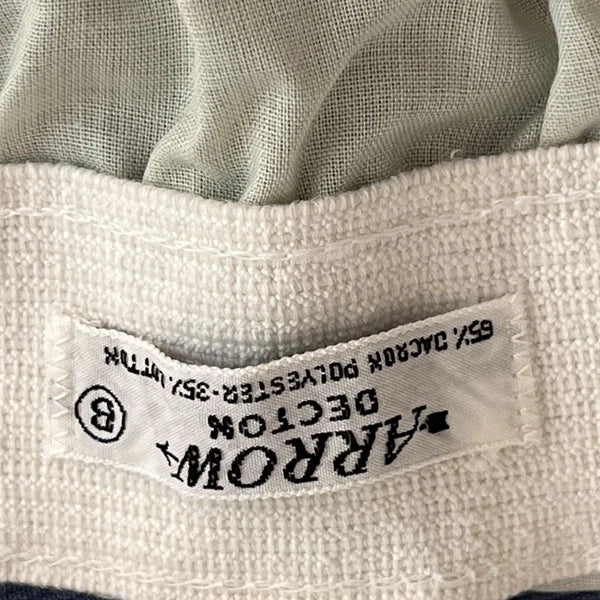 ARROW
DECTON
65% DACRON POLYESTER-35% COTTON
B